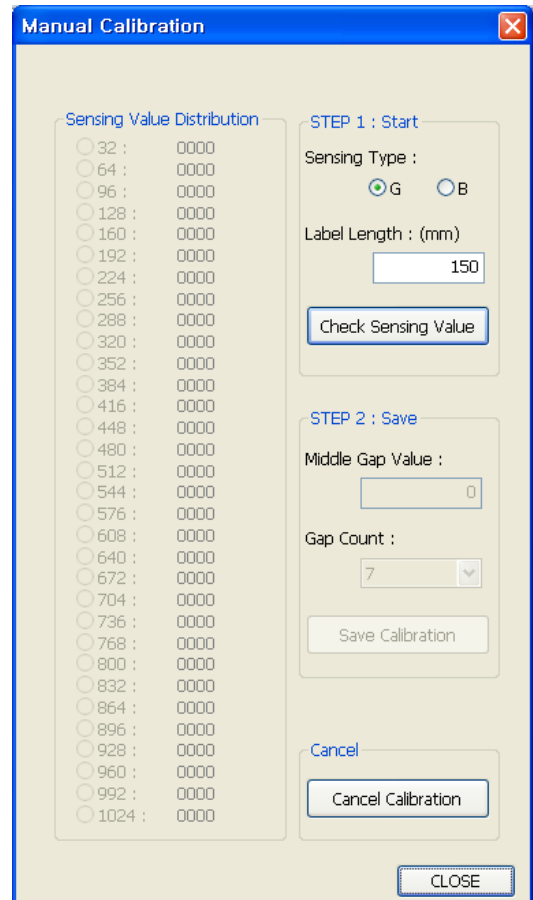 Manual Calibration
Sensing Value Distribution
32 : 0000
64 : 0000
96 : 0000
128 : 0000
160 : 0000
192 : 0000
224 : 0000
256 : 0000
288 : 0000
320 : 0000
352 : 0000
384 : 0000
416 : 0000
448 : 0000
480 : 0000
512 : 0000
544 : 0000
576 : 0000
608 : 0000
640 : 0000
672 : 0000
704 : 0000
736 : 0000
768 : 0000
800 : 0000
832 : 0000
864 : 0000
896 : 0000
928 : 0000
960 : 0000
992 : 0000
1024 : 0000
STEP 1 : Start
Sensing Type :
G B
Label Length : (mm)
150
Check Sensing Value
STEP 2 : Save
Middle Gap Value :
0
Gap Count :
7
Save Calibration
Cancel
Cancel Calibration
CLOSE